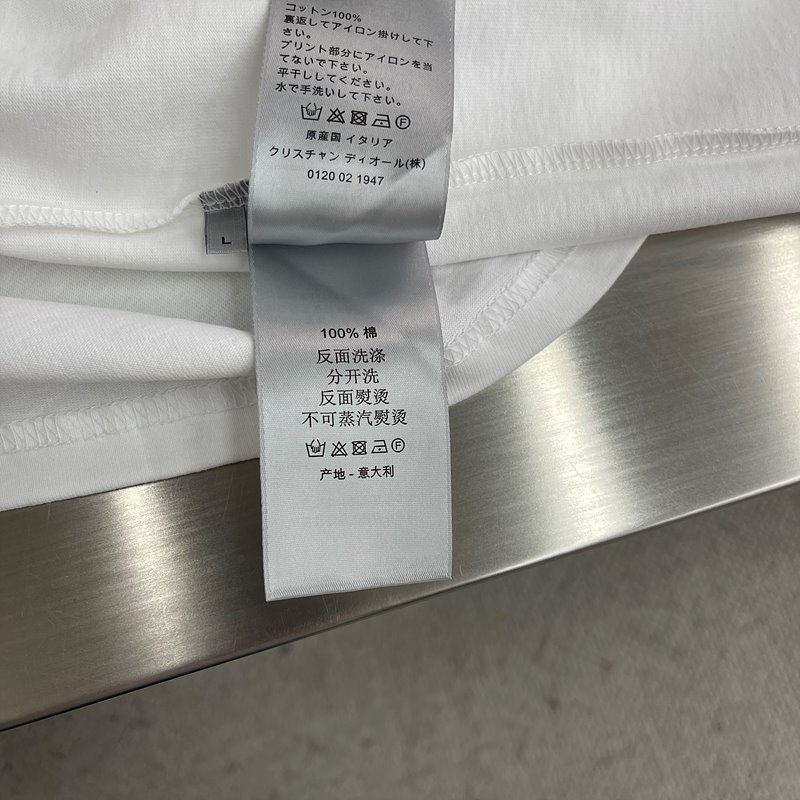 コットン100%
裏返してアイロン掛けして下
さい。
プリント部分にアイロンを当
てないで下さい。
平干ししてください。
水で手洗いして下さい。
F
原産国 イタリア
クリスチャン ディオール(株)
0120 02 1947
L
100% 棉
反面洗涤
分开洗
反面熨烫
不可蒸汽熨烫
F
产地 - 意大利